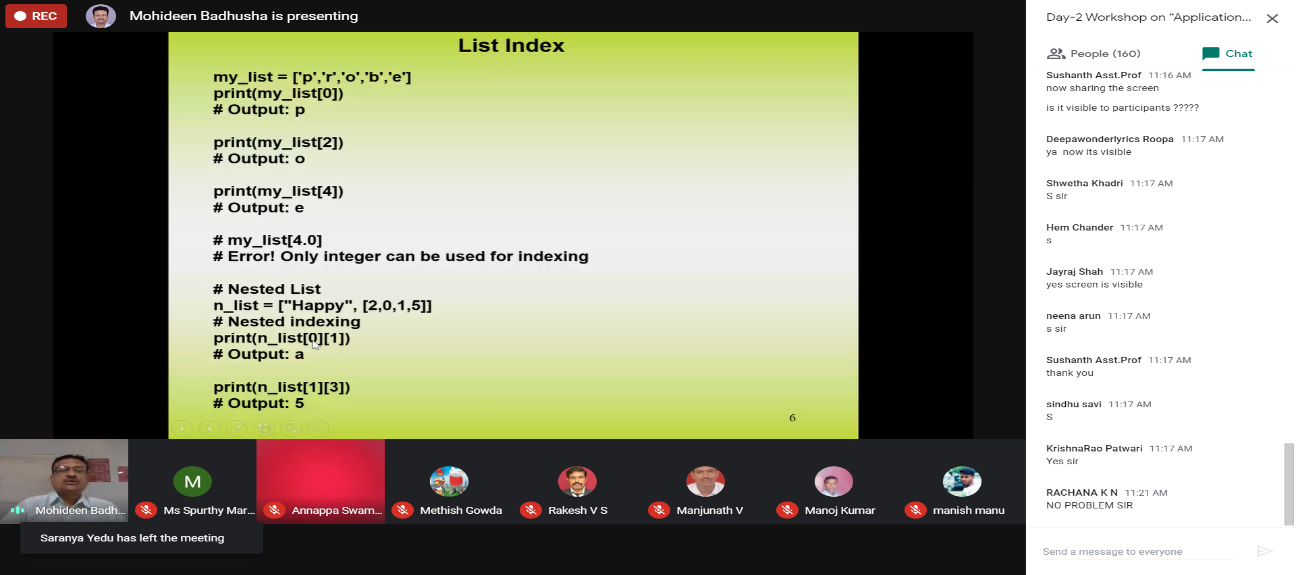 REC
Mohideen Badhusha is presenting
List Index
my_list = ['p','r','o','b','e']
print(my_list[0])
# Output: p
print(my_list[2])
# Output: o
print(my_list[4])
# Output: e
# my_list[4.0]
# Error! Only integer can be used for indexing
# Nested List
n_list = ["Happy", [2,0,1,5]]
# Nested indexing
print(n_list[0][1])
# Output: a
print(n_list[1][3])
# Output: 5
6
Mohideen Badh...
M
Ms Spurthy Mar...
Annappa Swam...
Methish Gowda
Rakesh V S
Manjunath V
Manoj Kumar
manish manu
Saranya Yedu has left the meeting
Day-2 Workshop on “Application...
People (160)
Chat
Sushanth Asst.Prof 11:16 AM
now sharing the screen
is it visible to participants ?????
Deepawonderlyrics Roopa 11:17 AM
ya now its visible
Shwetha Khadri 11:17 AM
S sir
Hem Chander 11:17 AM
s
Jayraj Shah 11:17 AM
yes screen is visible
neena arun 11:17 AM
s sir
Sushanth Asst.Prof 11:17 AM
thank you
sindhu savi 11:17 AM
S
KrishnaRao Patwari 11:17 AM
Yes sir
RACHANA K N 11:21 AM
NO PROBLEM SIR
Send a message to everyone